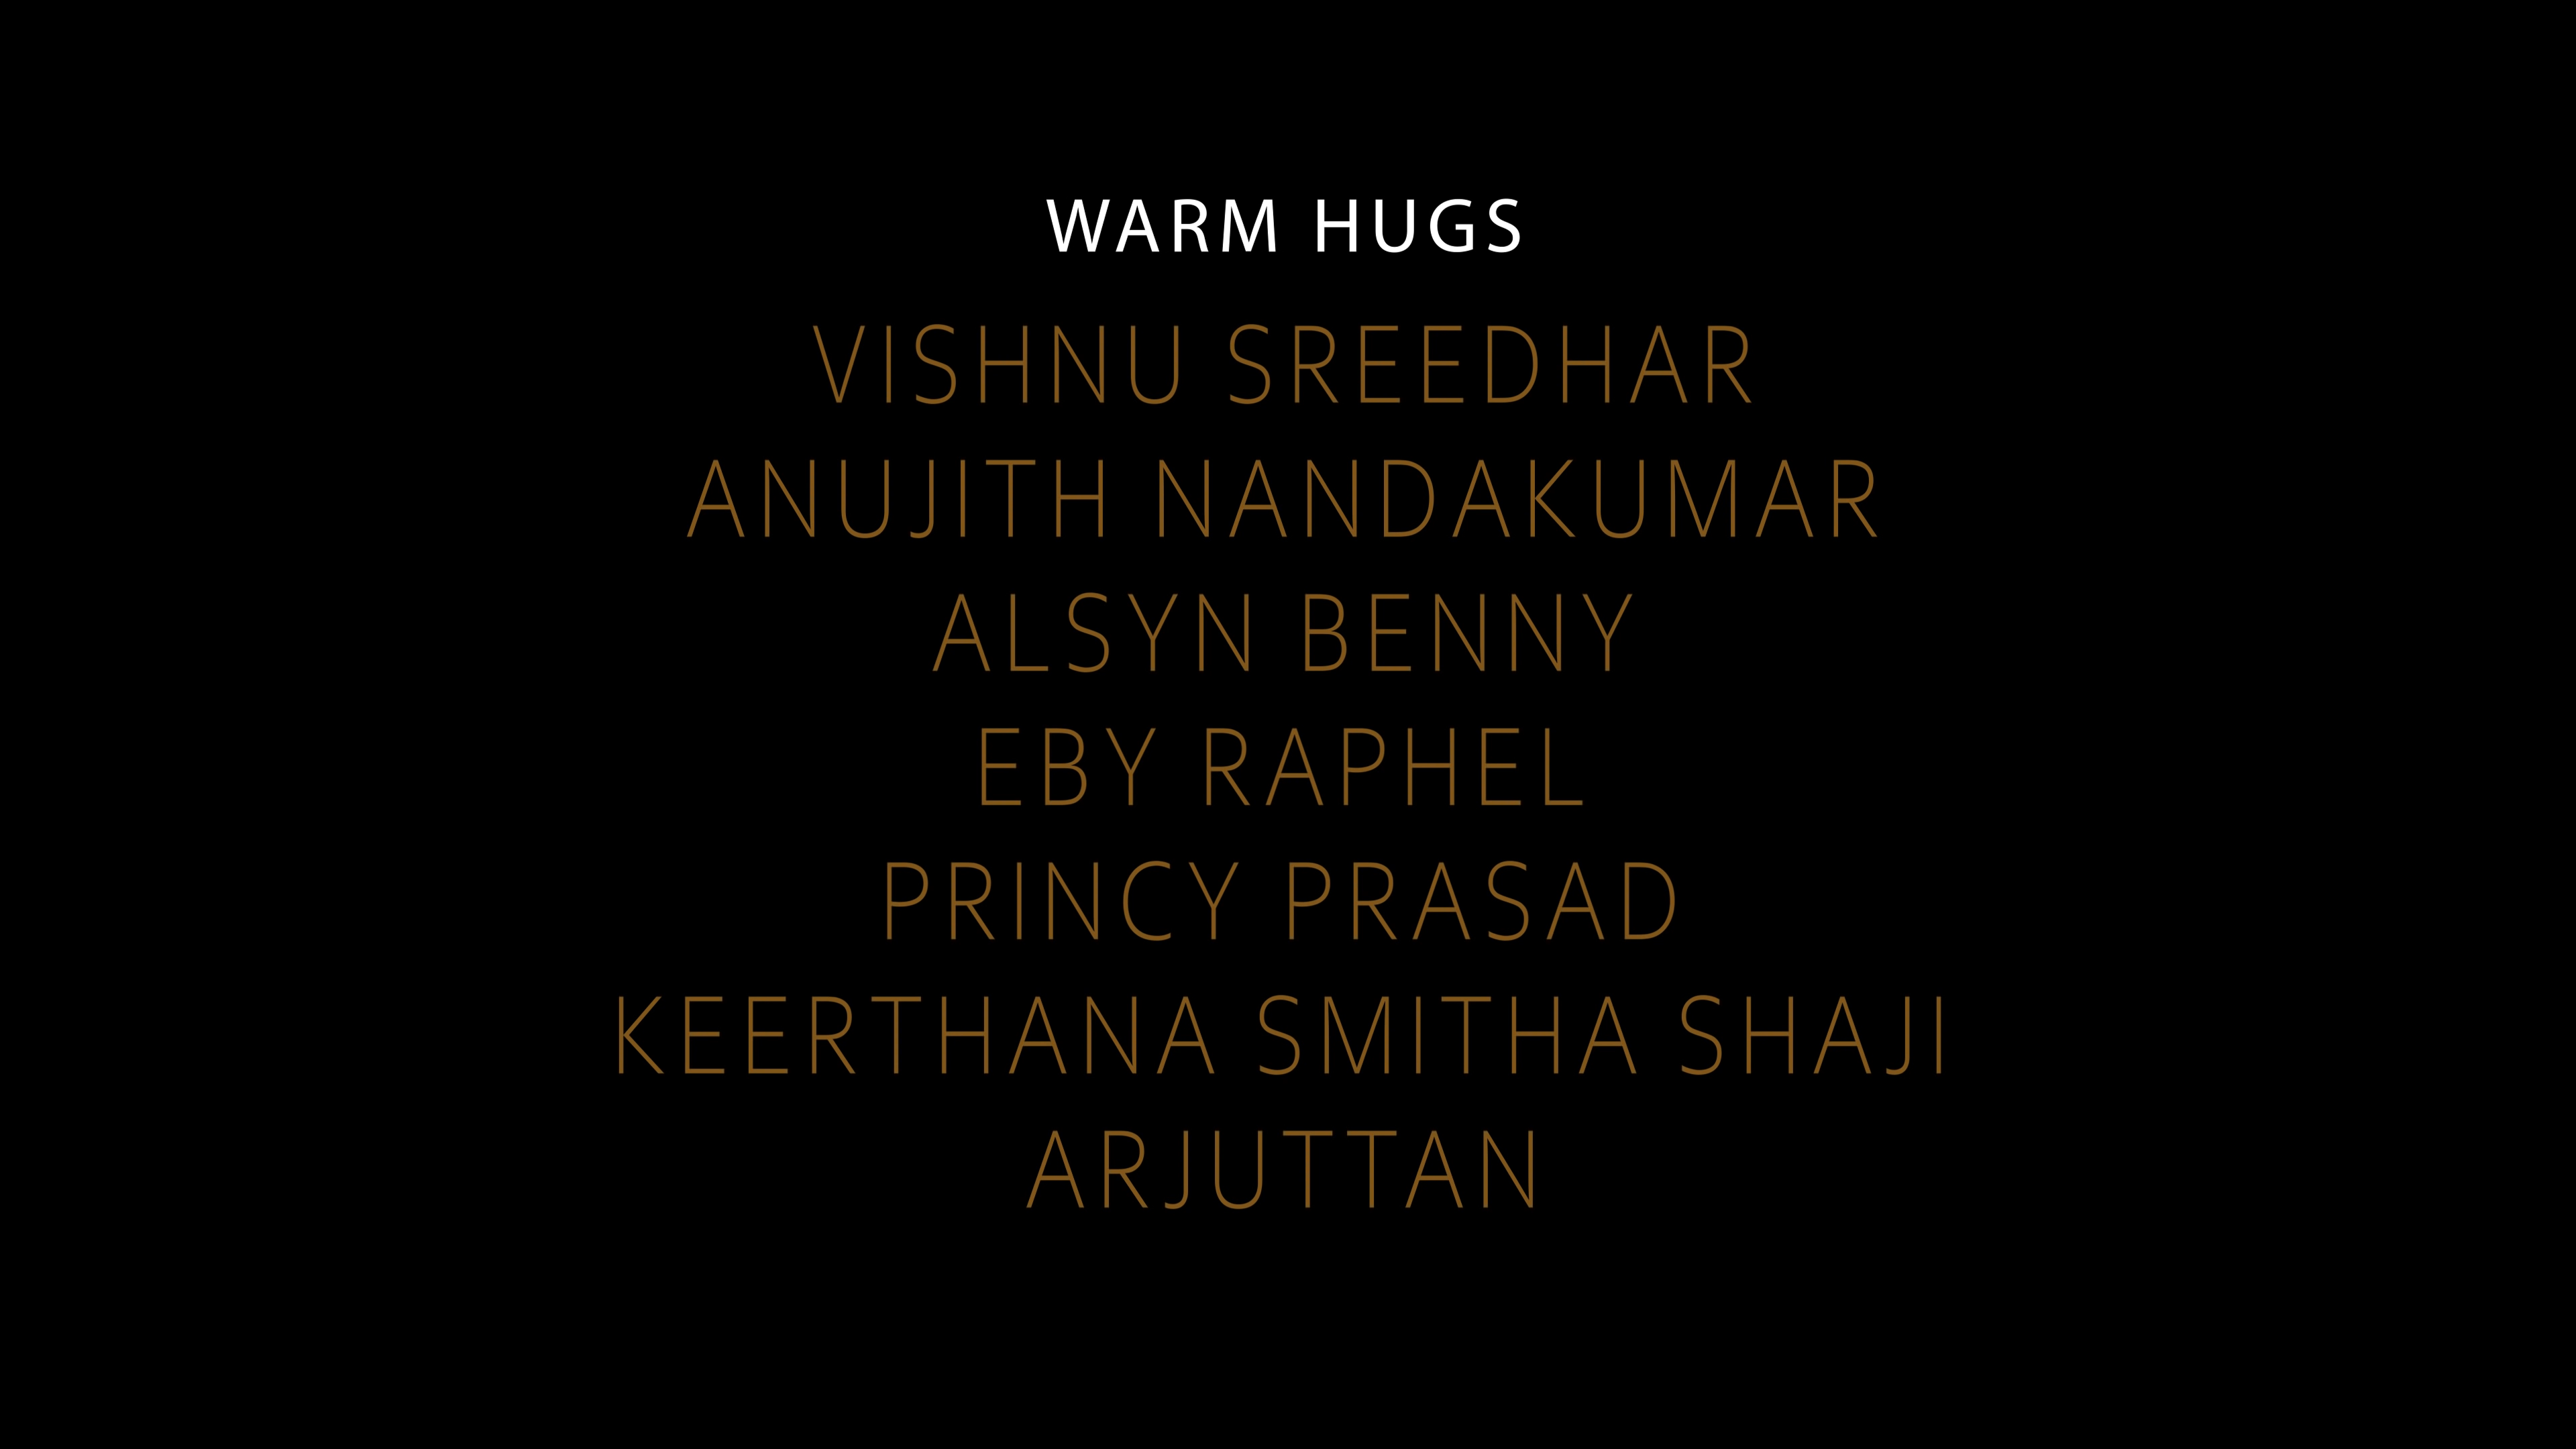 WARM HUGS
VISHNU SREEDHAR
ANUJITH NANDAKUMAR
ALSYN BENNY
EBY RAPHEL
PRINCY PRASAD
KEERTHANA SMITHA SHAJI
ARJUTTAN